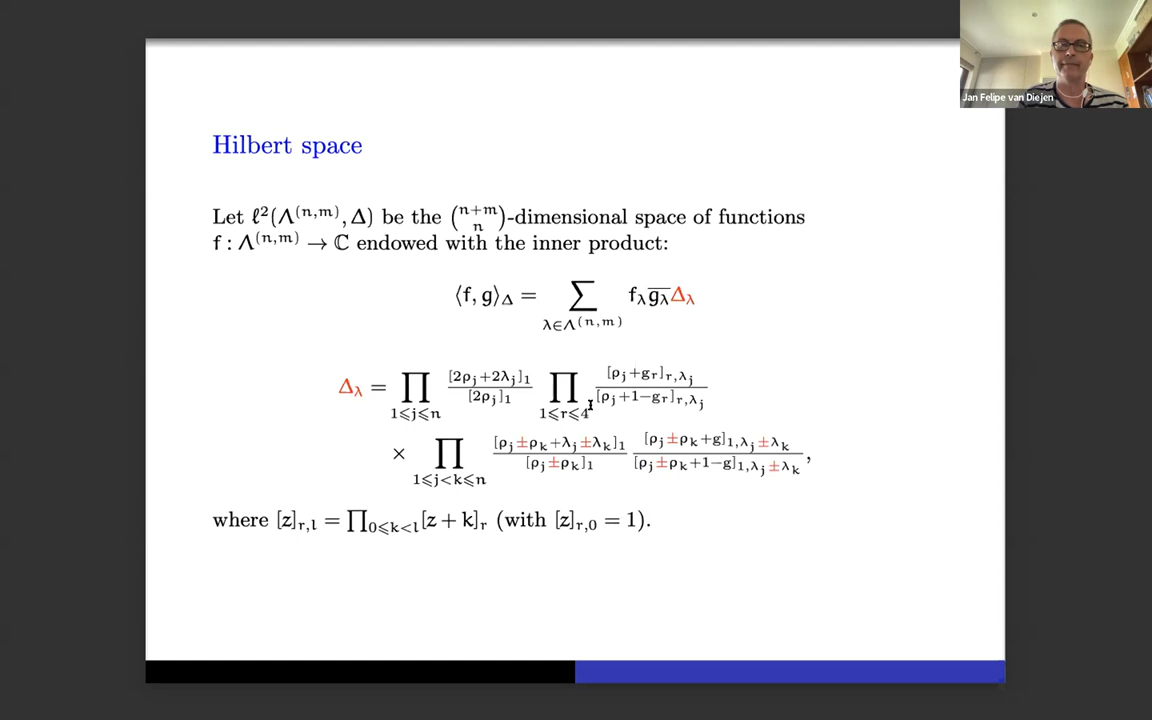 Jan Felipe van Diejen
Hilbert space
Let ℓ²(Λ⁽ⁿ,ᵐ⁾, Δ) be the (n+m n)-dimensional space of functions
f : Λ⁽ⁿ,ᵐ⁾ → ℂ endowed with the inner product:
⟨f, g⟩_Δ = ∑_{λ∈Λ^{(n,m)}} f_λ \overline{g_λ} Δ_λ
Δ_λ = ∏_{1⩽j⩽n} [2ρ_j+2λ_j]_1 / [2ρ_j]_1 ∏_{1⩽r⩽4} [ρ_j+g_r]_{r,λ_j} / [ρ_j+1−g_r]_{r,λ_j}
× ∏_{1⩽j<k⩽n} [ρ_j±ρ_k+λ_j±λ_k]_1 / [ρ_j±ρ_k]_1 [ρ_j±ρ_k+g]_{1,λ_j±λ_k} / [ρ_j±ρ_k+1−g]_{1,λ_j±λ_k} ,
where [z]_{r,l} = ∏_{0⩽k<l} [z + k]_r (with [z]_{r,0} = 1).